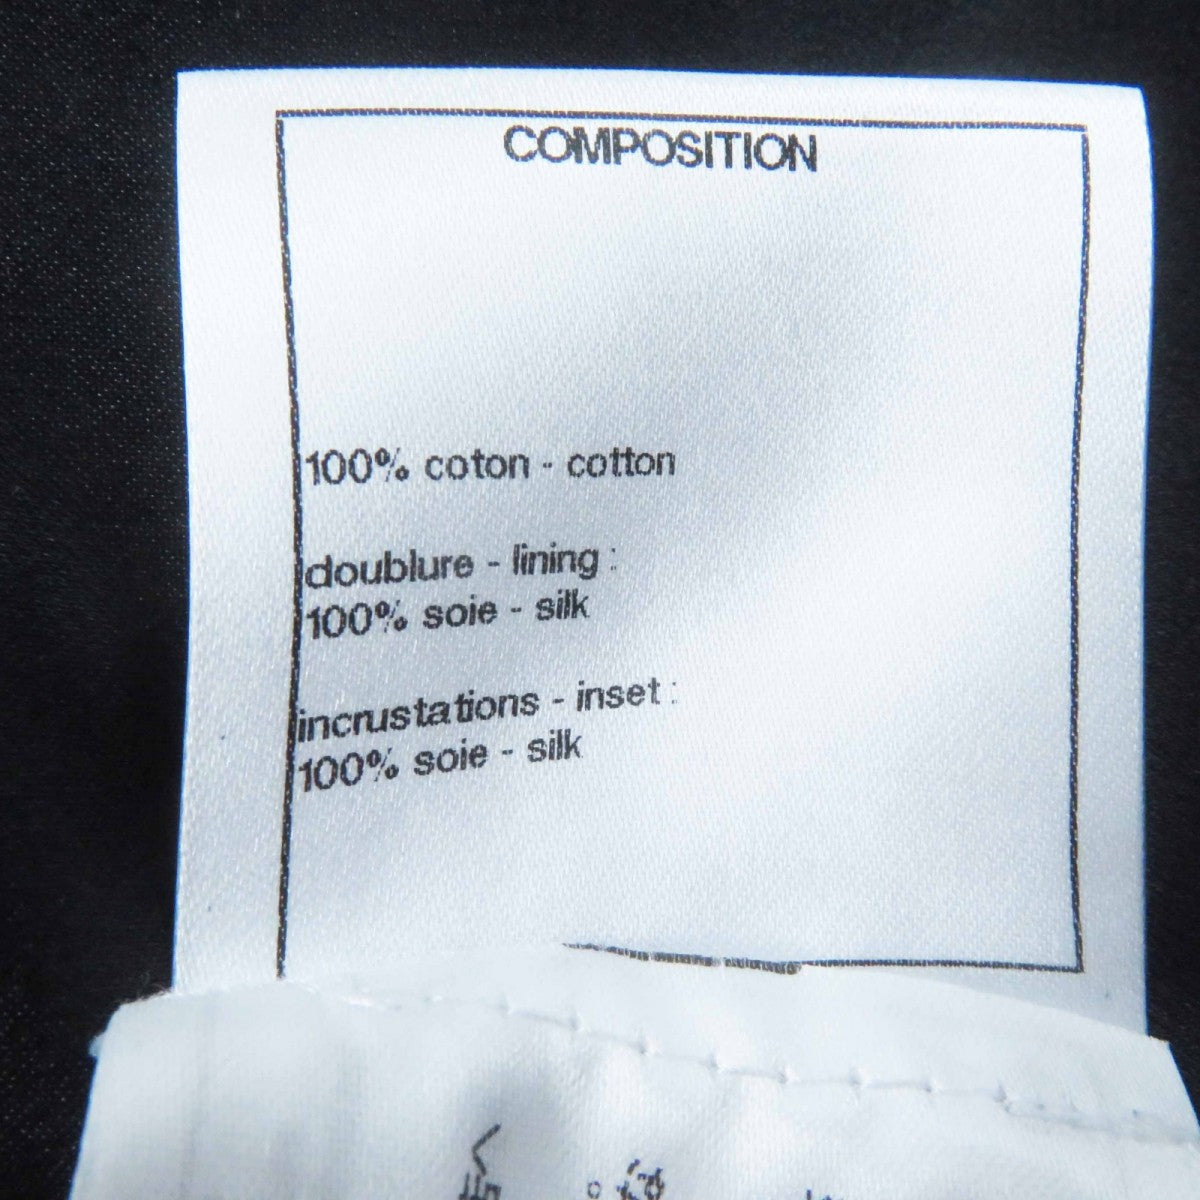 COMPOSITION
100% coton - cotton
doublure - lining :
100% soie - silk
incrustations - inset :
100% soie - silk